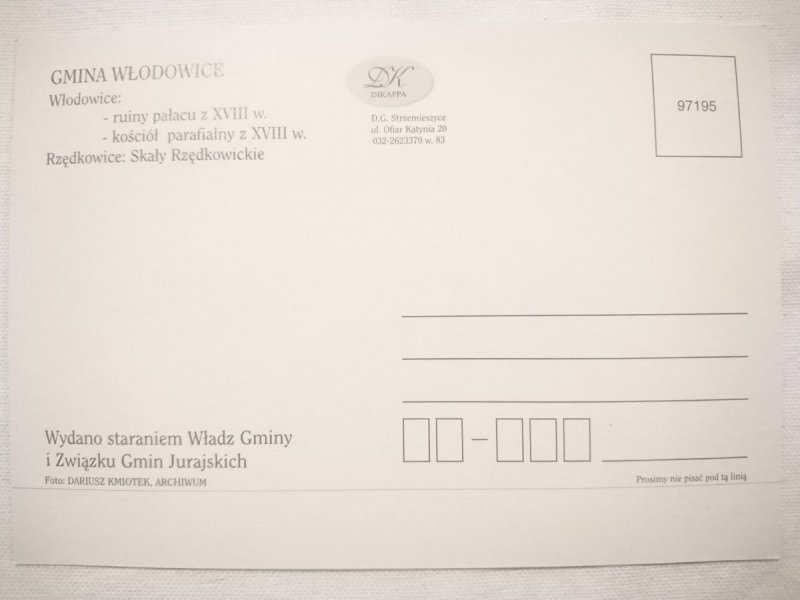 GMINA WŁODOWICE
Włodowice:
- ruiny pałacu z XVIII w.
- kościół parafialny z XVIII w.
Rzędkowice: Skały Rzędkowickie
DK
DIKAPPA
D.G. Strzemieszyce
ul. Ofiar Katynia 20
032-2623370 w. 83
97195
Wydano staraniem Władz Gminy
i Związku Gmin Jurajskich
Foto: DARIUSZ KMIOTEK, ARCHIWUM
Prosimy nie pisać pod tą linią